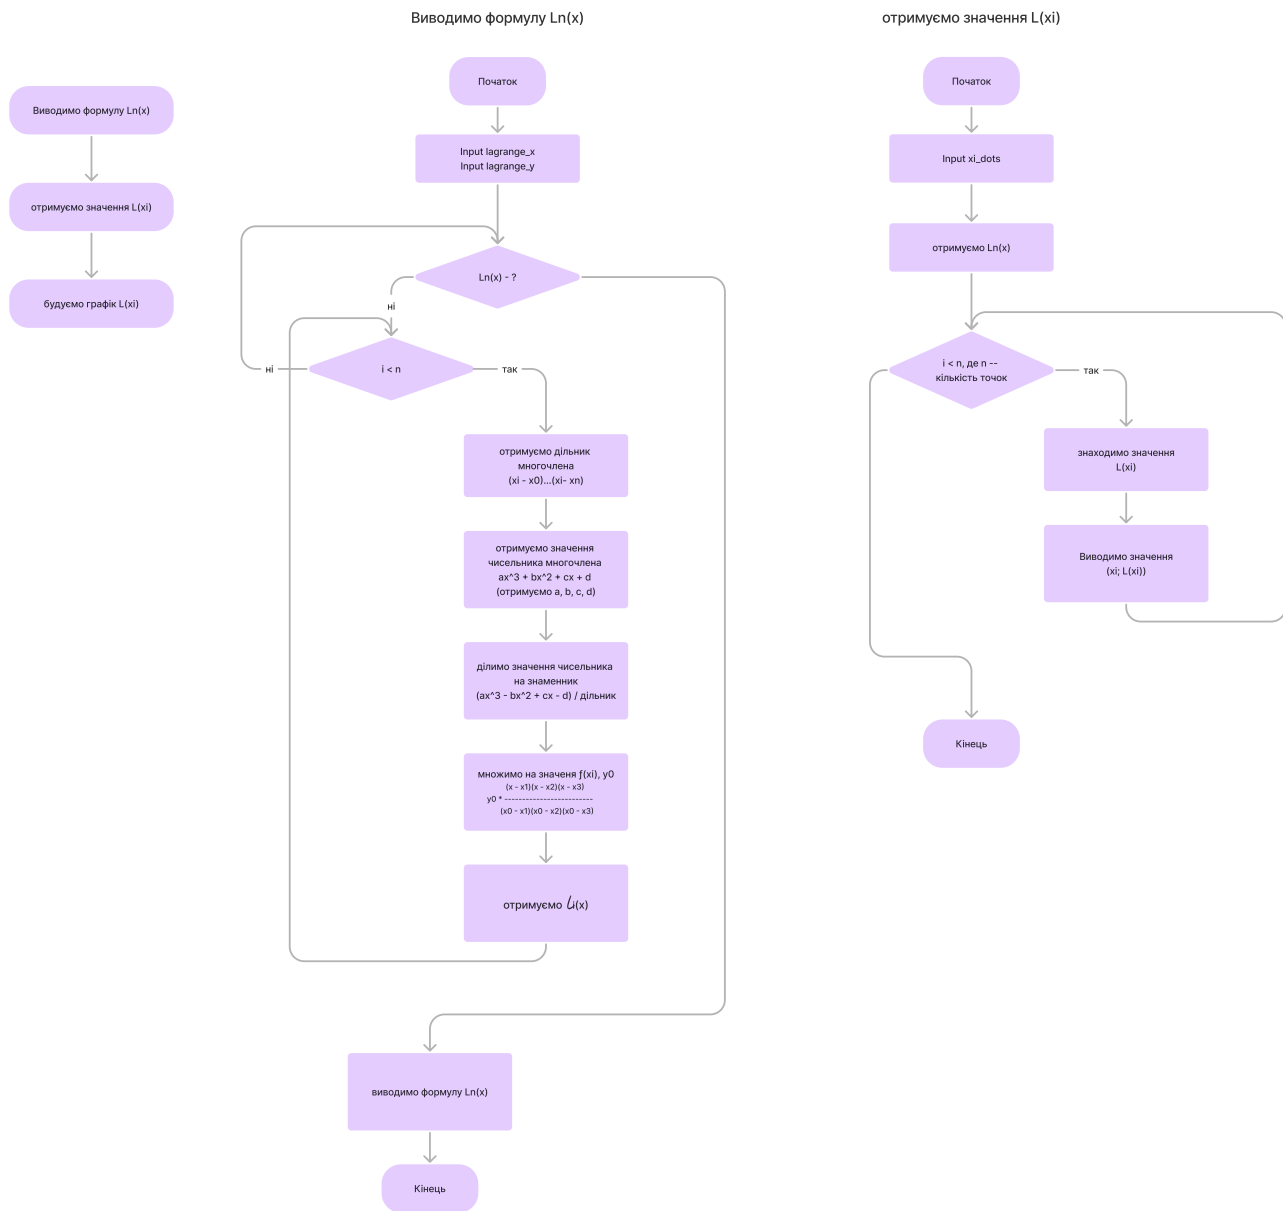 Виводимо формулу Ln(x)
отримуємо значення L(xi)
Виводимо формулу Ln(x)
отримуємо значення L(xi)
будуємо графік L(xi)
Початок
Input lagrange_x
Input lagrange_y
Ln(x) - ?
ні
i < n
ні
так
отримуємо дільник
многочлена
(xi - x0)...(xi- xn)
отримуємо значення
чисельника многочлена
ax^3 + bx^2 + cx + d
(отримуємо a, b, c, d)
ділимо значення чисельника
на знаменник
(ax^3 - bx^2 + cx - d) / дільник
множимо на значеня ƒ(xi), y0
(x - x1)(x - x2)(x - x3)
y0 * -------------------------
(x0 - x1)(x0 - x2)(x0 - x3)
отримуємо Li(x)
виводимо формулу Ln(x)
Кінець
Початок
Input xi_dots
отримуємо Ln(x)
i < n, де n --
кількість точок
так
знаходимо значення
L(xi)
Виводимо значення
(xi; L(xi))
Кінець